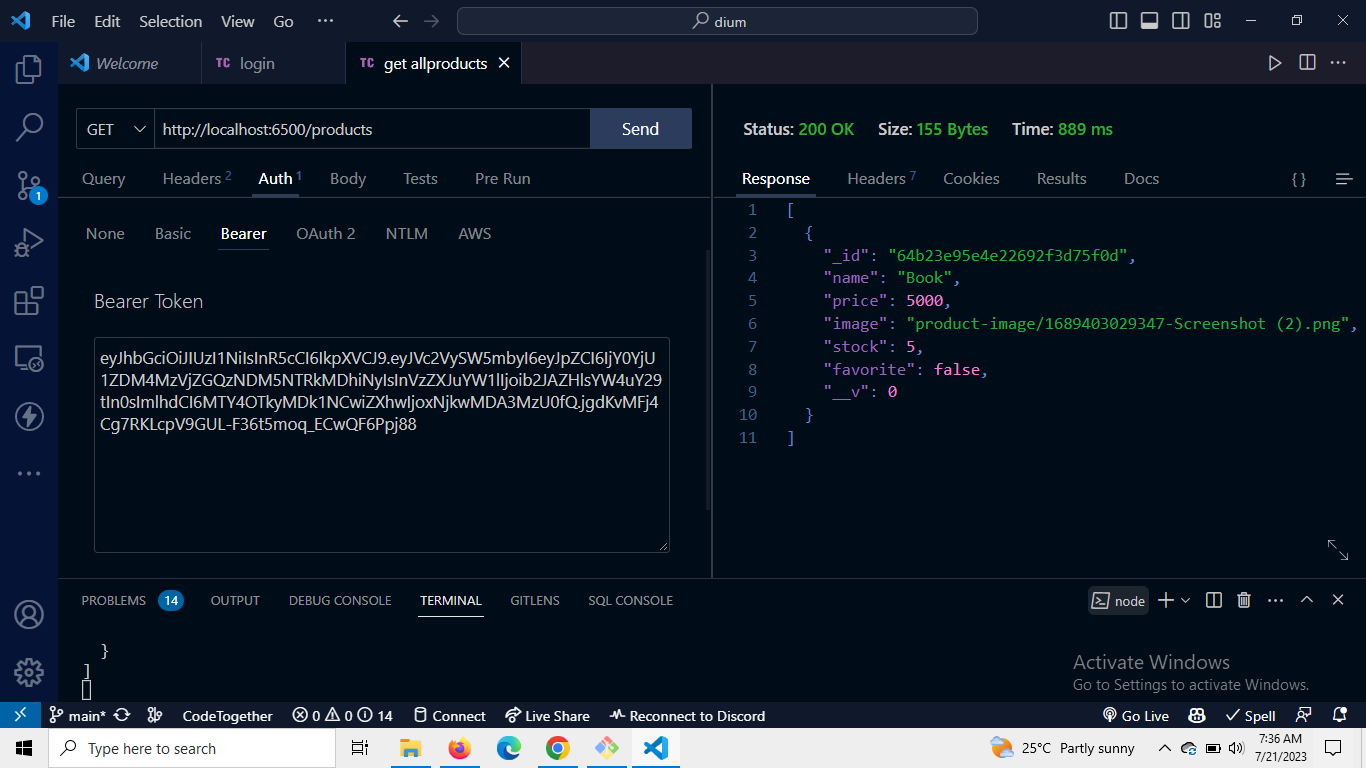 File Edit Selection View Go ··· dium
Welcome TC login TC get allproducts
GET http://localhost:6500/products Send
Status: 200 OK Size: 155 Bytes Time: 889 ms
Query Headers 2 Auth 1 Body Tests Pre Run
Response Headers 7 Cookies Results Docs { }
None Basic Bearer OAuth 2 NTLM AWS
Bearer Token
eyJhbGciOiJIUzI1NiIsInR5cCI6IkpXVCJ9.eyJVc2VySW5mbyI6eyJpZCI6IjY0YjU
1ZDM4MzVjZGQzNDM5NTRkMDhiNyIsInVzZXJuYW1lIjoib2JAZHlsYW4uY29
tIn0sImlhdCI6MTY4OTkyMDk1NCwiZXhwIjoxNjkwMDA3MzU0fQ.jgdKvMFj4
Cg7RKLcpV9GUL-F36t5moq_ECwQF6Ppj88
1 [
2 {
3 "_id": "64b23e95e4e22692f3d75f0d",
4 "name": "Book",
5 "price": 5000,
6 "image": "product-image/1689403029347-Screenshot (2).png",
7 "stock": 5,
8 "favorite": false,
9 "__v": 0
10 }
11 ]
1
PROBLEMS 14 OUTPUT DEBUG CONSOLE TERMINAL GITLENS SQL CONSOLE node
}
]
Activate Windows
Go to Settings to activate Windows.
main* CodeTogether 0 0 14 Connect Live Share Reconnect to Discord Go Live Spell
Type here to search 25°C Partly sunny 7:36 AM
7/21/2023